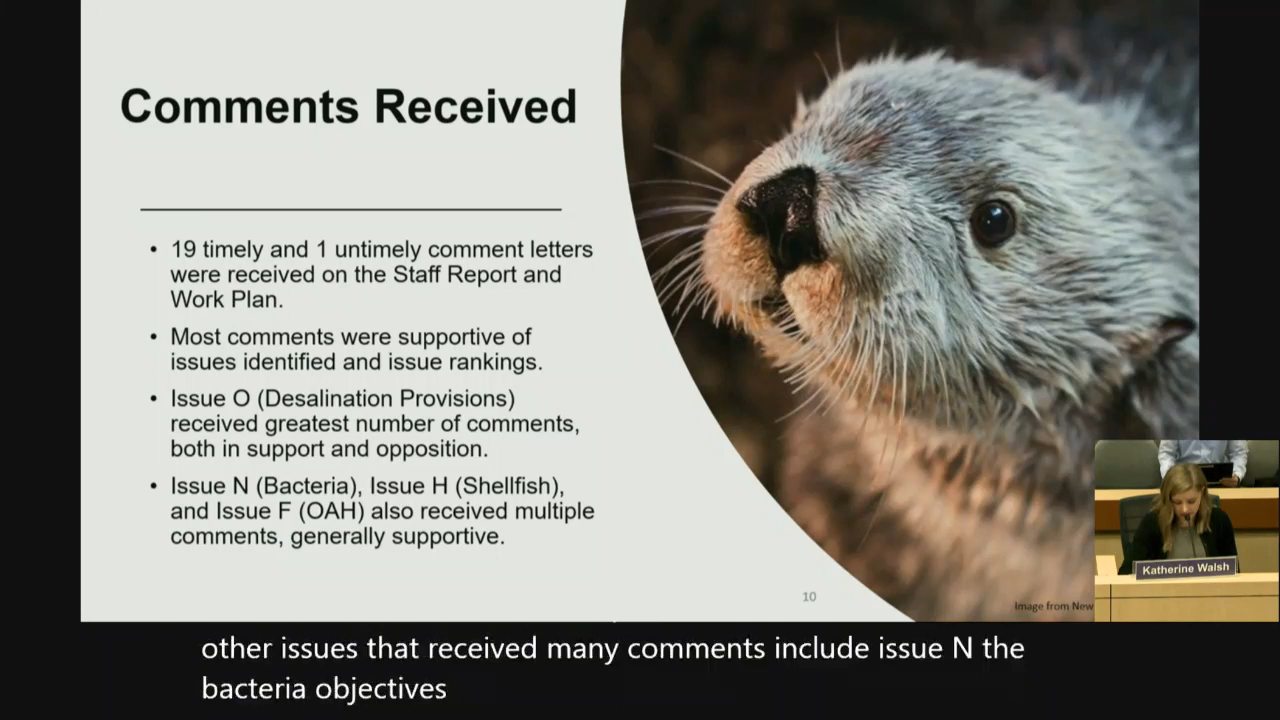 Comments Received
• 19 timely and 1 untimely comment letters
were received on the Staff Report and
Work Plan.
• Most comments were supportive of
issues identified and issue rankings.
• Issue O (Desalination Provisions)
received greatest number of comments,
both in support and opposition.
• Issue N (Bacteria), Issue H (Shellfish),
and Issue F (OAH) also received multiple
comments, generally supportive.
10
Image from New
Katherine Walsh
other issues that received many comments include issue N the
bacteria objectives